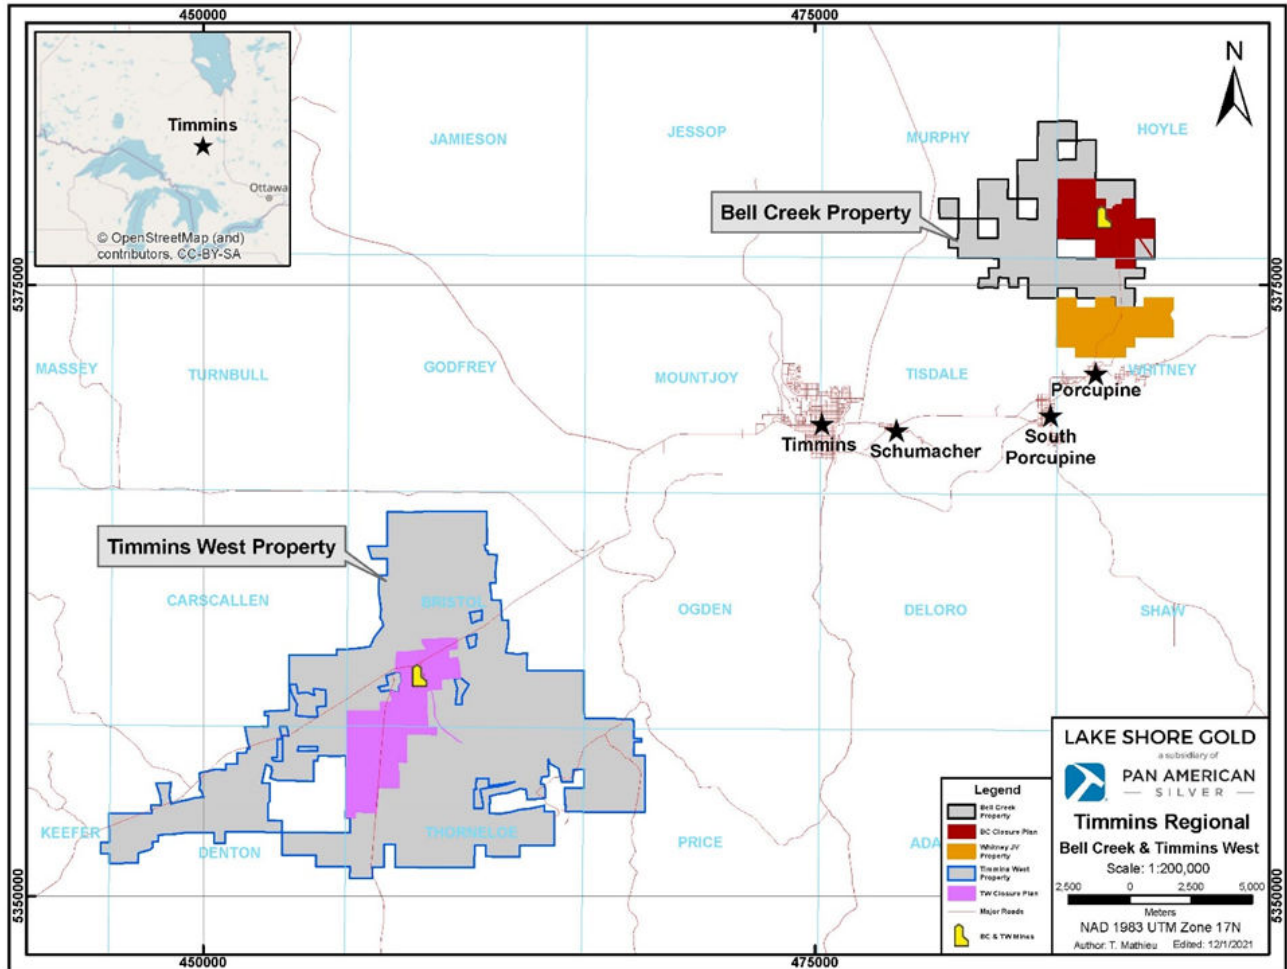 450000
475000
N
Timmins
Ottawa
© OpenStreetMap (and)
contributors, CC-BY-SA
JAMIESON
JESSOP
MURPHY
HOYLE
Bell Creek Property
5375000
5375000
MASSEY
TURNBULL
GODFREY
MOUNTJOY
TISDALE
WHITNEY
Porcupine
Timmins
Schumacher
South
Porcupine
Timmins West Property
CARSCALLEN
BRISTOL
OGDEN
DELORO
SHAW
KEEFER
DENTON
THORNELOE
PRICE
ADA
5350000
5350000
Legend
Bell Creek
Property
BC Closure Plan
Whitney JV
Property
Timmins West
Property
TW Closure Plan
Major Roads
BC & TW Mines
LAKE SHORE GOLD
a subsidiary of
PAN AMERICAN
SILVER
Timmins Regional
Bell Creek & Timmins West
Scale: 1:200,000
2,500 0 2,500 5,000
Meters
NAD 1983 UTM Zone 17N
Author: T. Mathieu Edited: 12/1/2021
450000
475000